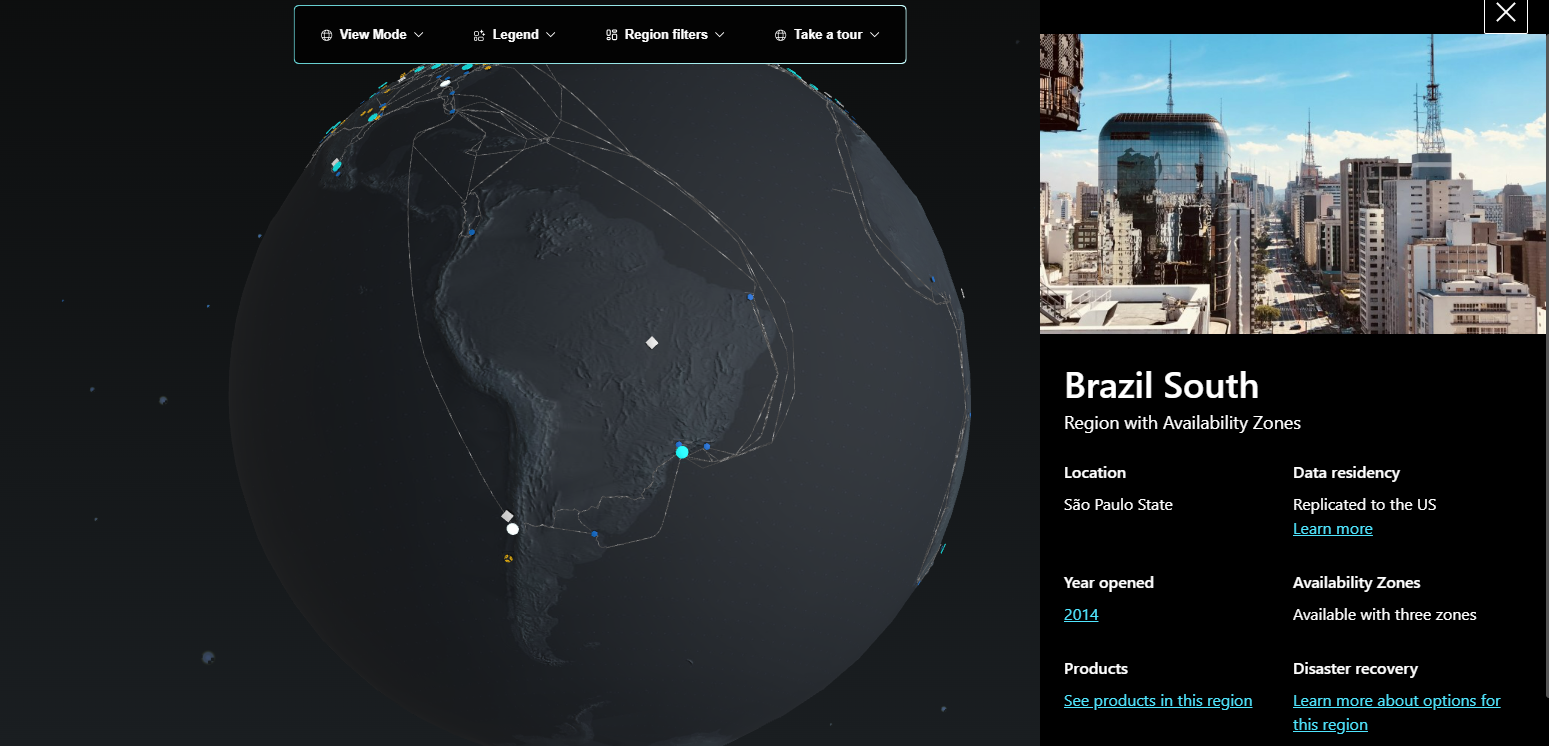 View Mode
Legend
Region filters
Take a tour
Brazil South
Region with Availability Zones
Location
São Paulo State
Data residency
Replicated to the US
Learn more
Year opened
2014
Availability Zones
Available with three zones
Products
See products in this region
Disaster recovery
Learn more about options for
this region